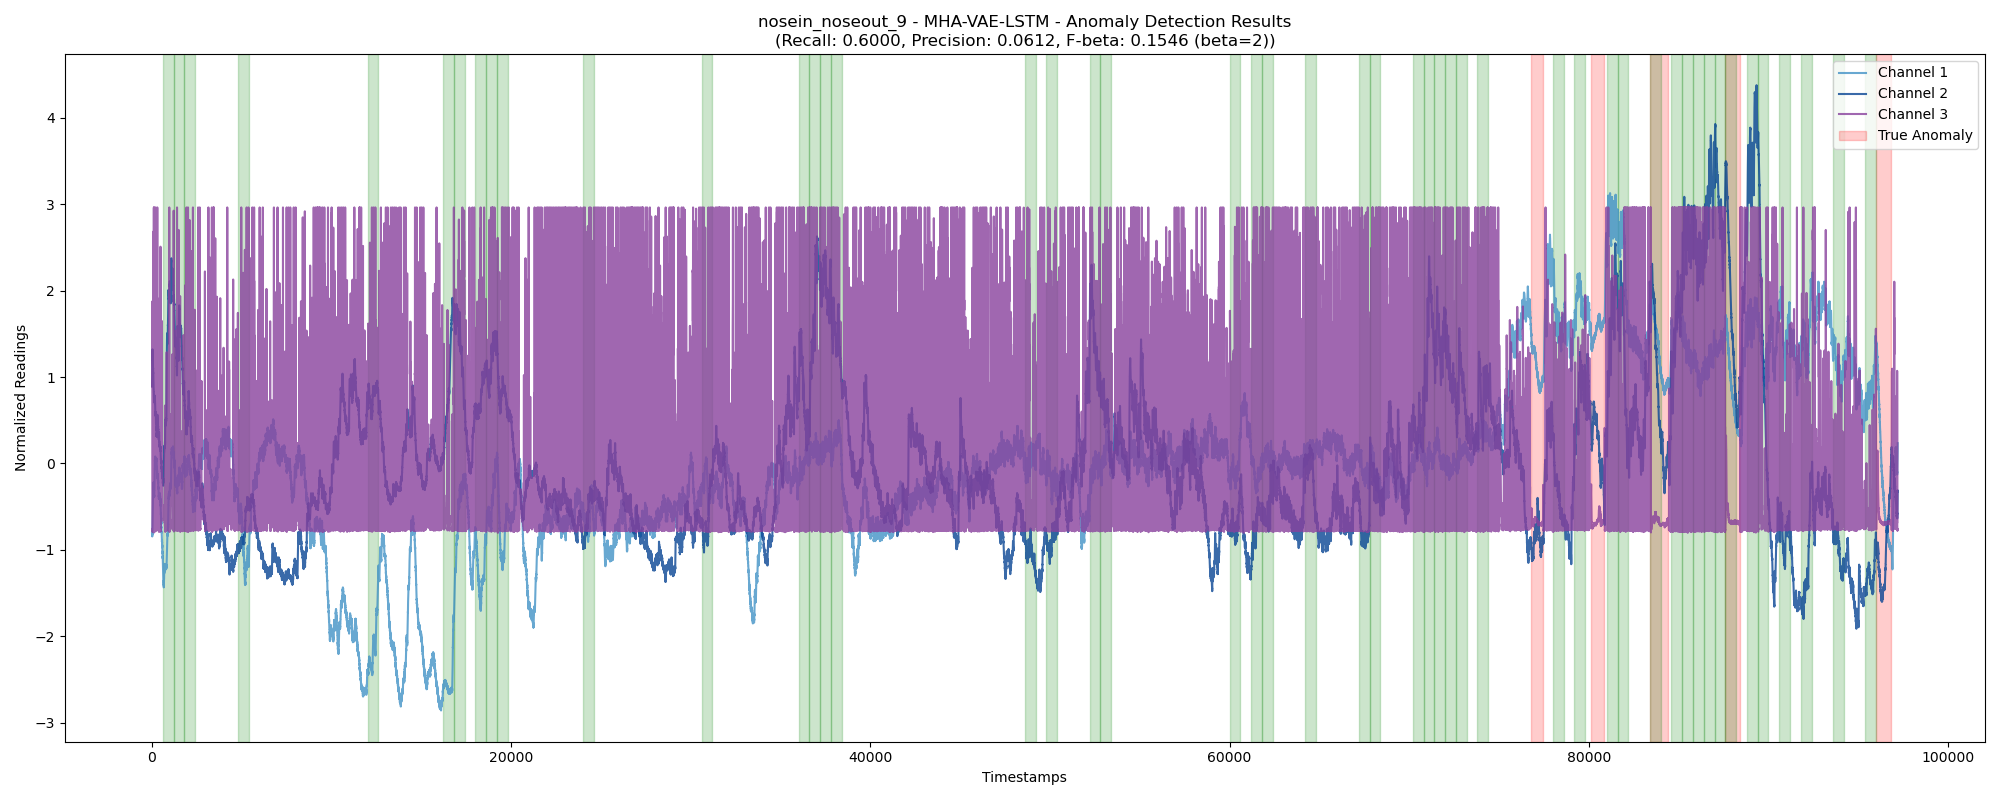 nosein_noseout_9 - MHA-VAE-LSTM - Anomaly Detection Results
(Recall: 0.6000, Precision: 0.0612, F-beta: 0.1546 (beta=2))
Channel 1
Channel 2
Channel 3
True Anomaly
Normalized Readings
4
3
2
1
0
−1
−2
−3
0
20000
40000
60000
80000
100000
Timestamps